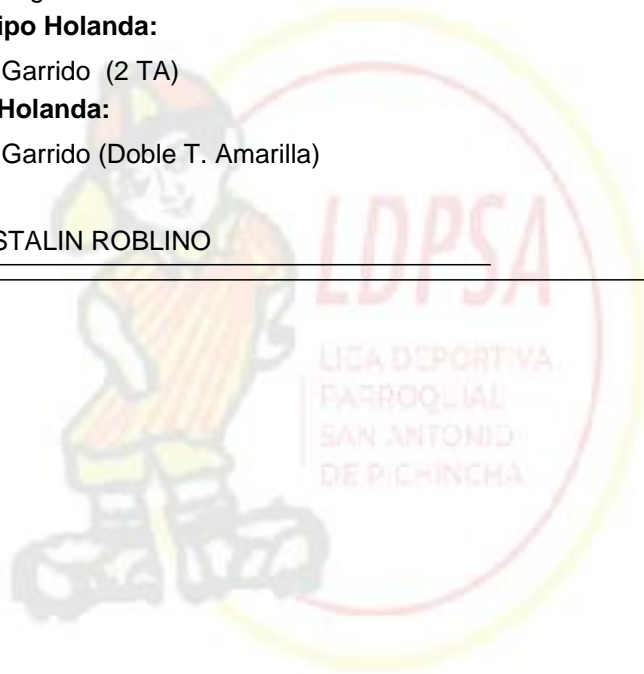 ipo Holanda:
Garrido (2 TA)
Holanda:
Garrido (Doble T. Amarilla)
STALIN ROBLINO
LDPSA
LIGA DEPORTIVA
PARROQUIAL
SAN ANTONIO
DE PICHINCHA